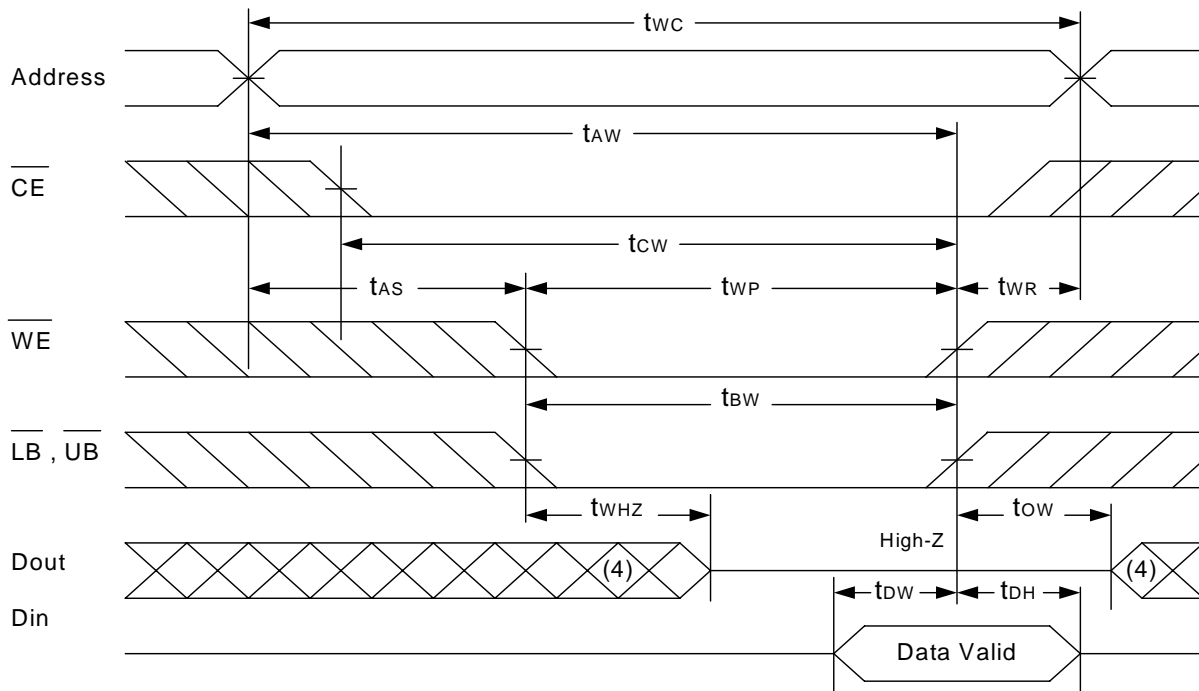 tWC
Address
tAW
CE
tCW
tAS tWP tWR
WE
tBW
LB , UB
tWHZ tOW
High-Z
Dout (4) (4)
tDW tDH
Din
Data Valid